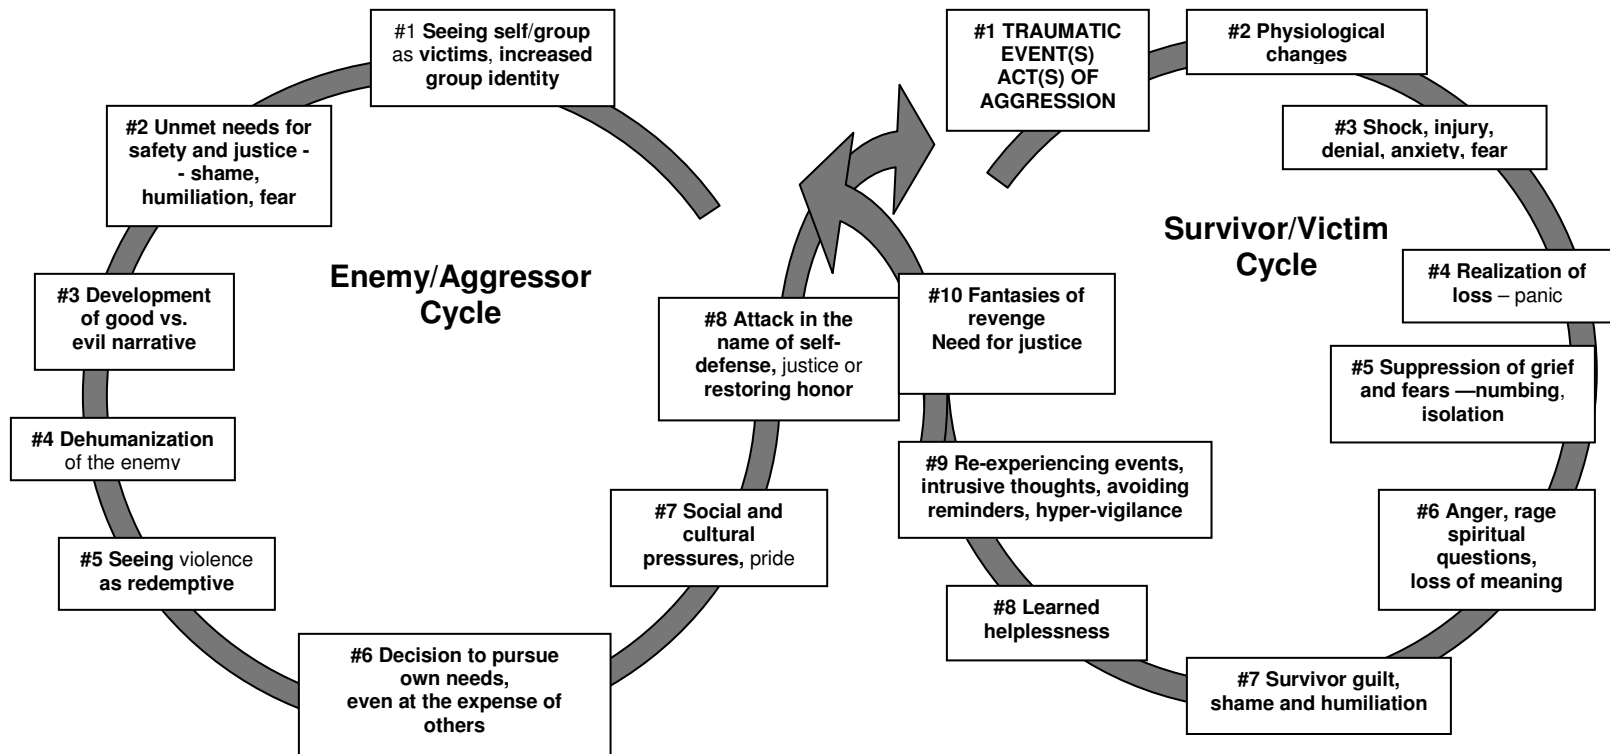 #1 Seeing self/group
as victims, increased
group identity
#2 Unmet needs for
safety and justice -
- shame,
humiliation, fear
#3 Development
of good vs.
evil narrative
#4 Dehumanization
of the enemy
#5 Seeing violence
as redemptive
#6 Decision to pursue
own needs,
even at the expense of
others
#7 Social and
cultural
pressures, pride
#8 Attack in the
name of self-
defense, justice or
restoring honor
Enemy/Aggressor
Cycle
#1 TRAUMATIC
EVENT(S)
ACT(S) OF
AGGRESSION
#2 Physiological
changes
#3 Shock, injury,
denial, anxiety, fear
#4 Realization of
loss – panic
#5 Suppression of grief
and fears —numbing,
isolation
#6 Anger, rage
spiritual
questions,
loss of meaning
#7 Survivor guilt,
shame and humiliation
#8 Learned
helplessness
#9 Re-experiencing events,
intrusive thoughts, avoiding
reminders, hyper-vigilance
#10 Fantasies of
revenge
Need for justice
Survivor/Victim
Cycle